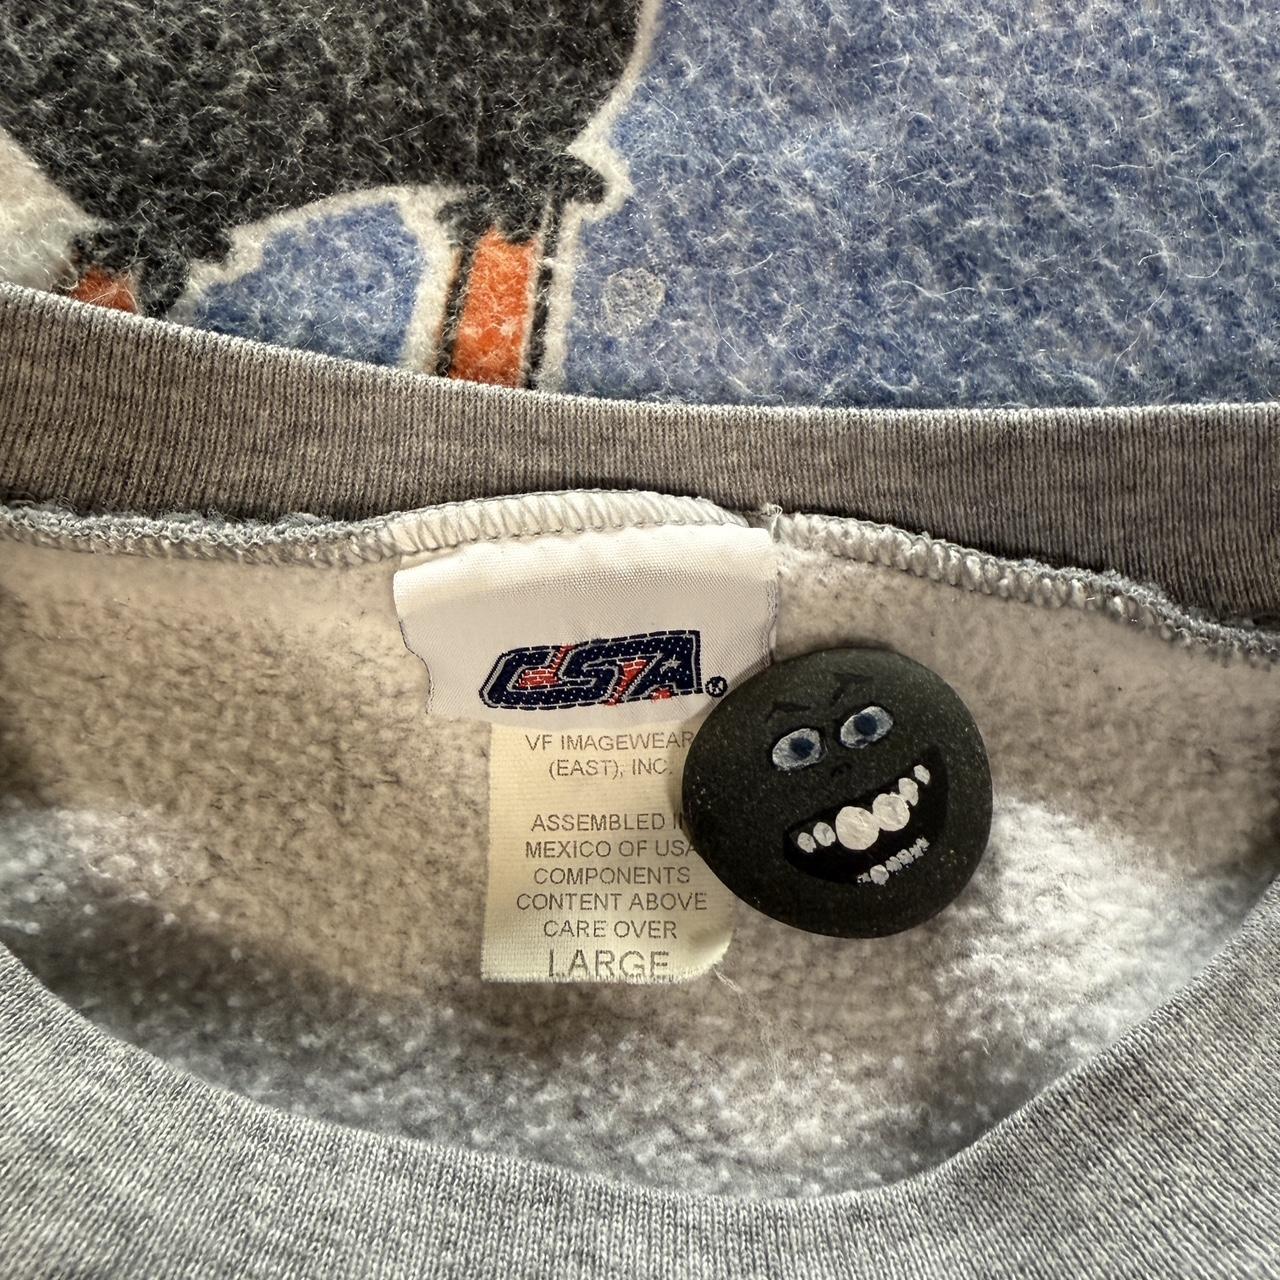 CSA®
VF IMAGEWEAR
(EAST), INC.
ASSEMBLED IN
MEXICO OF USA
COMPONENTS
CONTENT ABOVE
CARE OVER
LARGE